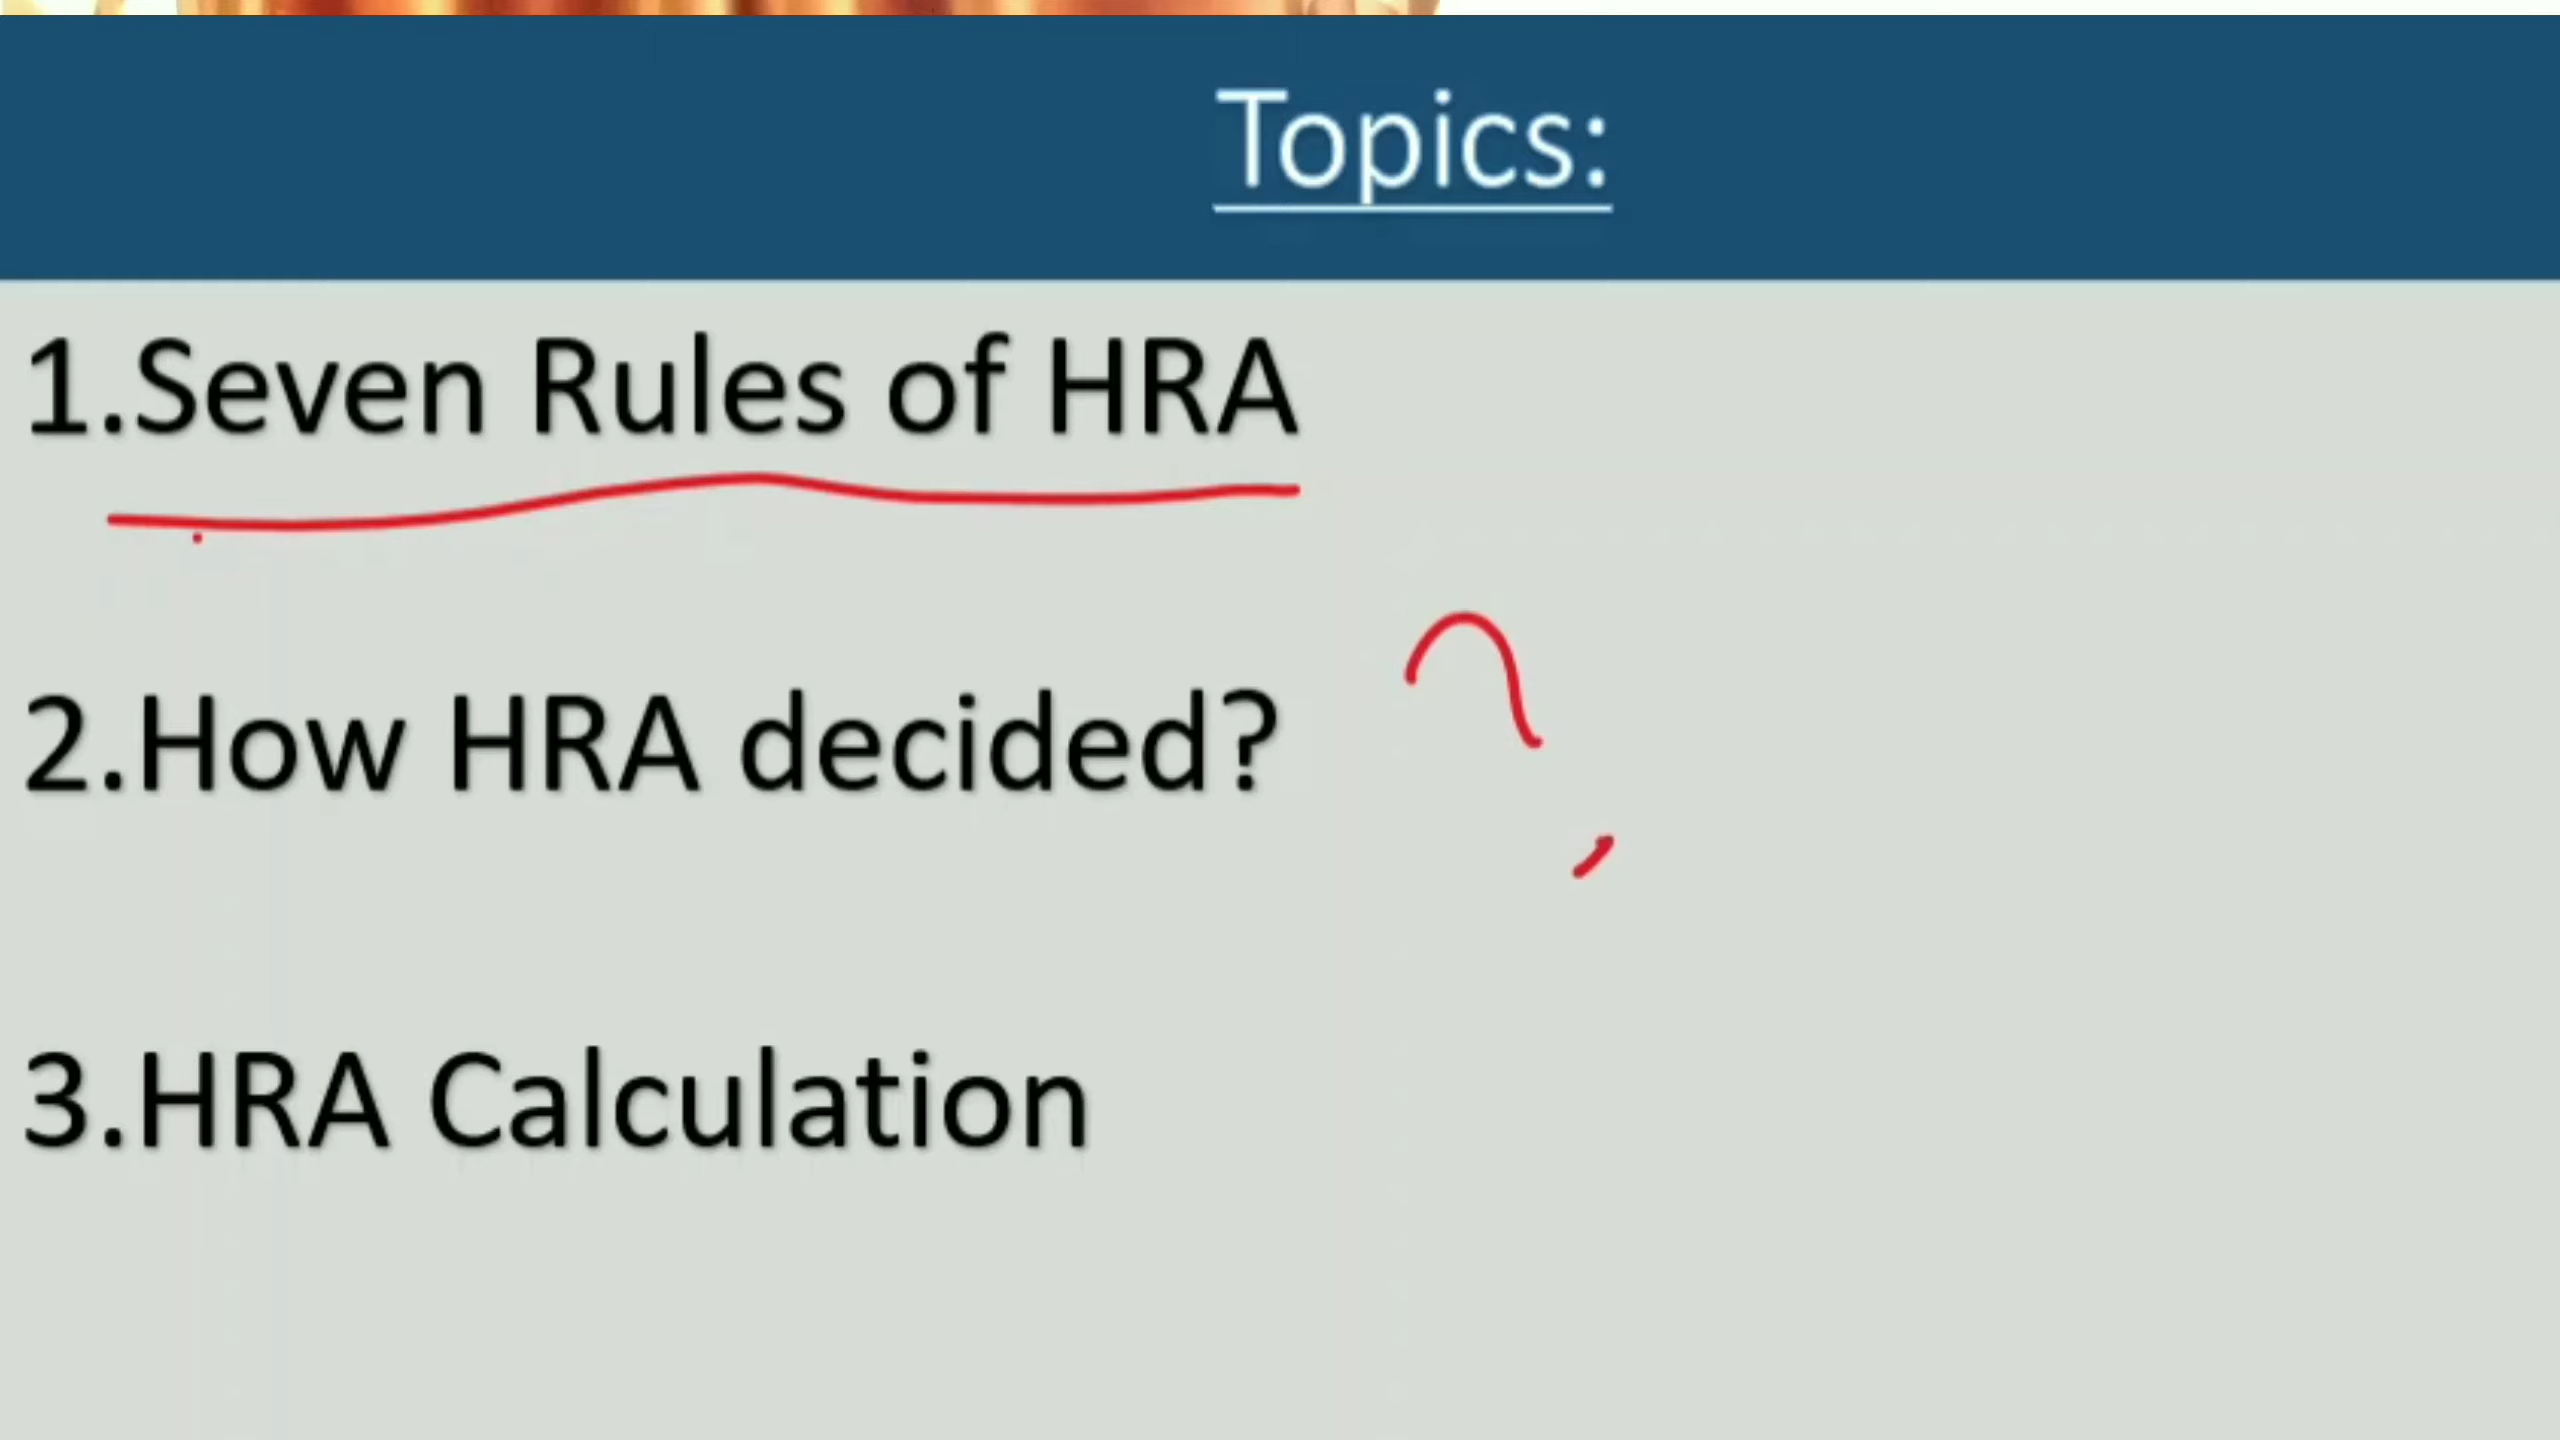 Topics:
1.Seven Rules of HRA
2.How HRA decided?
3.HRA Calculation